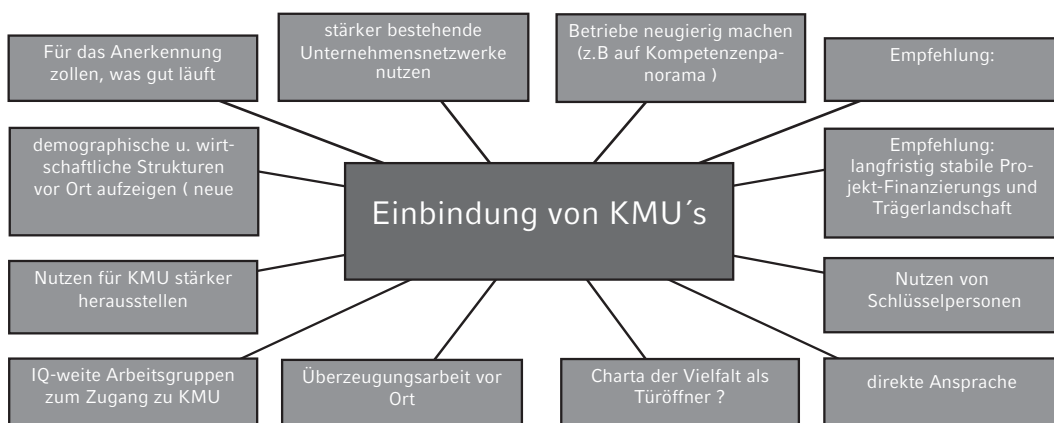 Für das Anerkennung
zollen, was gut läuft
stärker bestehende
Unternehmensnetzwerke
nutzen
Betriebe neugierig machen
(z.B auf Kompetenzenpa-
norama )
Empfehlung:
demographische u. wirt-
schaftliche Strukturen
vor Ort aufzeigen ( neue
Empfehlung:
langfristig stabile Pro-
jekt-Finanzierungs und
Trägerlandschaft
Einbindung von KMU´s
Nutzen für KMU stärker
herausstellen
Nutzen von
Schlüsselpersonen
IQ-weite Arbeitsgruppen
zum Zugang zu KMU
Überzeugungsarbeit vor
Ort
Charta der Vielfalt als
Türöffner ?
direkte Ansprache